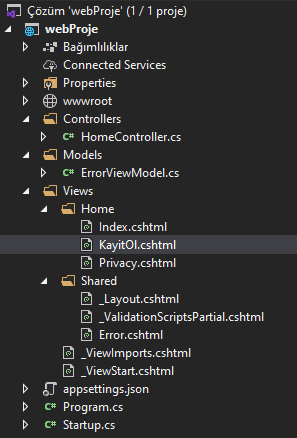 Çözüm 'webProje' (1 / 1 proje)
webProje
Bağımlılıklar
Connected Services
Properties
wwwroot
Controllers
C# HomeController.cs
Models
C# ErrorViewModel.cs
Views
Home
Index.cshtml
KayitOl.cshtml
Privacy.cshtml
Shared
_Layout.cshtml
_ValidationScriptsPartial.cshtml
Error.cshtml
_ViewImports.cshtml
_ViewStart.cshtml
appsettings.json
C# Program.cs
C# Startup.cs